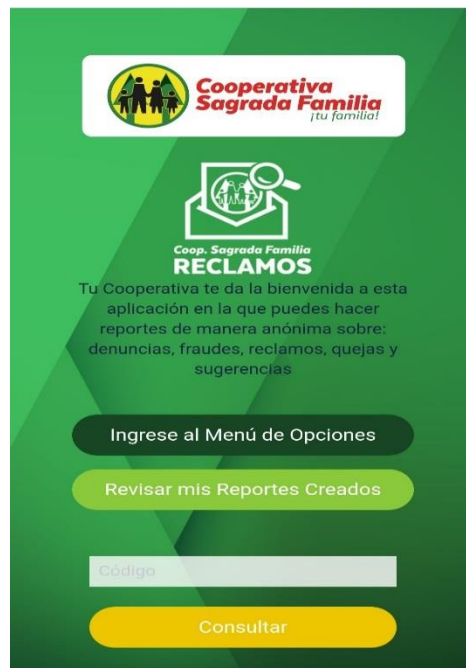 Cooperativa
Sagrada Familia
¡tu familia!
Coop. Sagrada Familia
RECLAMOS
Tu Cooperativa te da la bienvenida a esta
aplicación en la que puedes hacer
reportes de manera anónima sobre:
denuncias, fraudes, reclamos, quejas y
sugerencias
Ingrese al Menú de Opciones
Revisar mis Reportes Creados
Código
Consultar